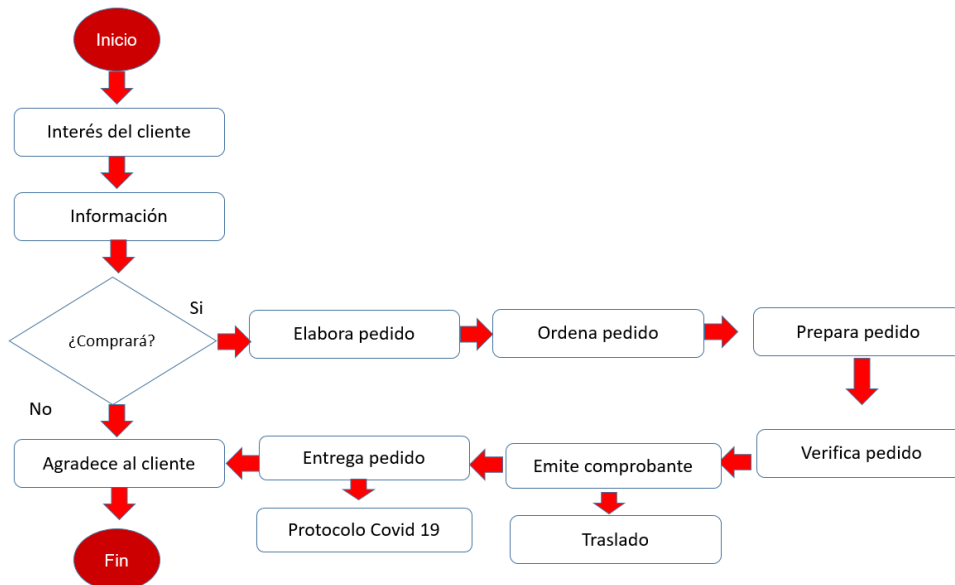 Inicio
Interés del cliente
Información
Si
¿Comprará?
Elabora pedido
Ordena pedido
Prepara pedido
No
Agradece al cliente
Entrega pedido
Emite comprobante
Verifica pedido
Protocolo Covid 19
Traslado
Fin